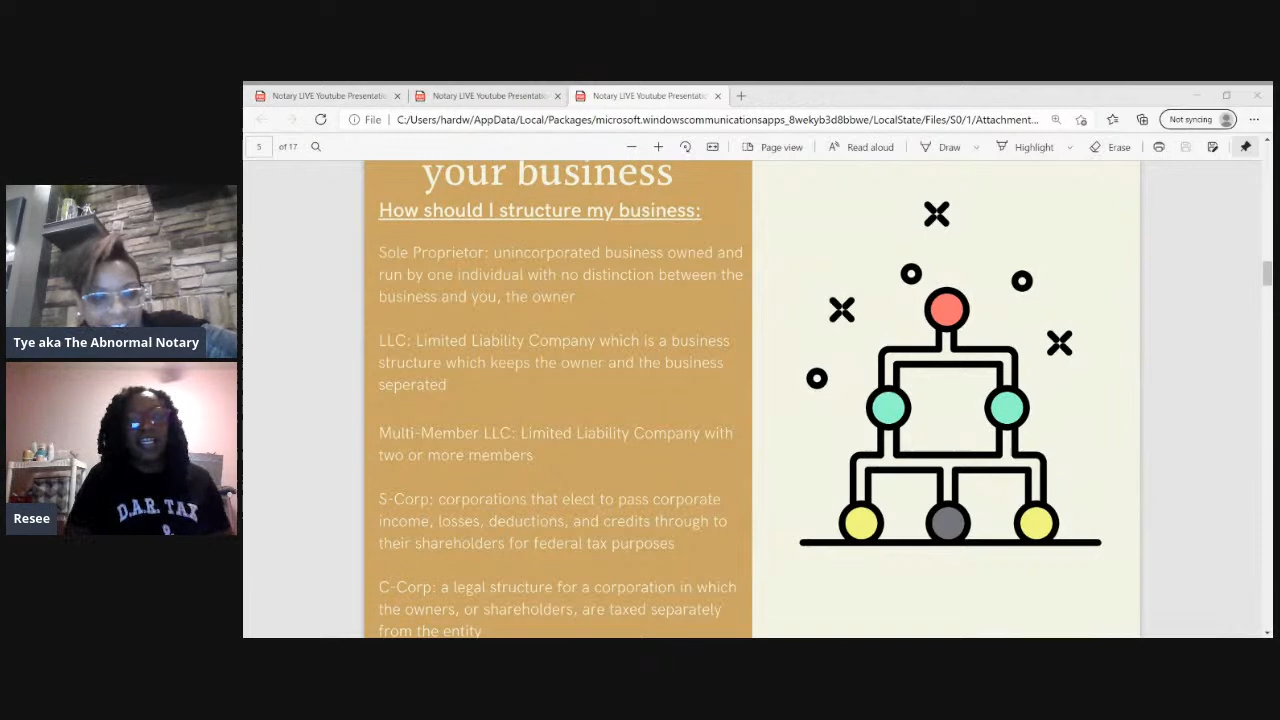 Notary LIVE Youtube Presentati
Notary LIVE Youtube Presentati
Notary LIVE Youtube Presentati
File
C:/Users/hardw/AppData/Local/Packages/microsoft.windowscommunicationsapps_8wekyb3d8bbwe/LocalState/Files/S0/1/Attachment...
Not syncing
5 of 17
Page view
Read aloud
Draw
Highlight
Erase
your business
How should I structure my business:
Sole Proprietor: unincorporated business owned and
run by one individual with no distinction between the
business and you, the owner
LLC: Limited Liability Company which is a business
structure which keeps the owner and the business
seperated
Multi-Member LLC: Limited Liability Company with
two or more members
S-Corp: corporations that elect to pass corporate
income, losses, deductions, and credits through to
their shareholders for federal tax purposes
C-Corp: a legal structure for a corporation in which
the owners, or shareholders, are taxed separately
from the entity
Tye aka The Abnormal Notary
D.A.R. TAX
Resee